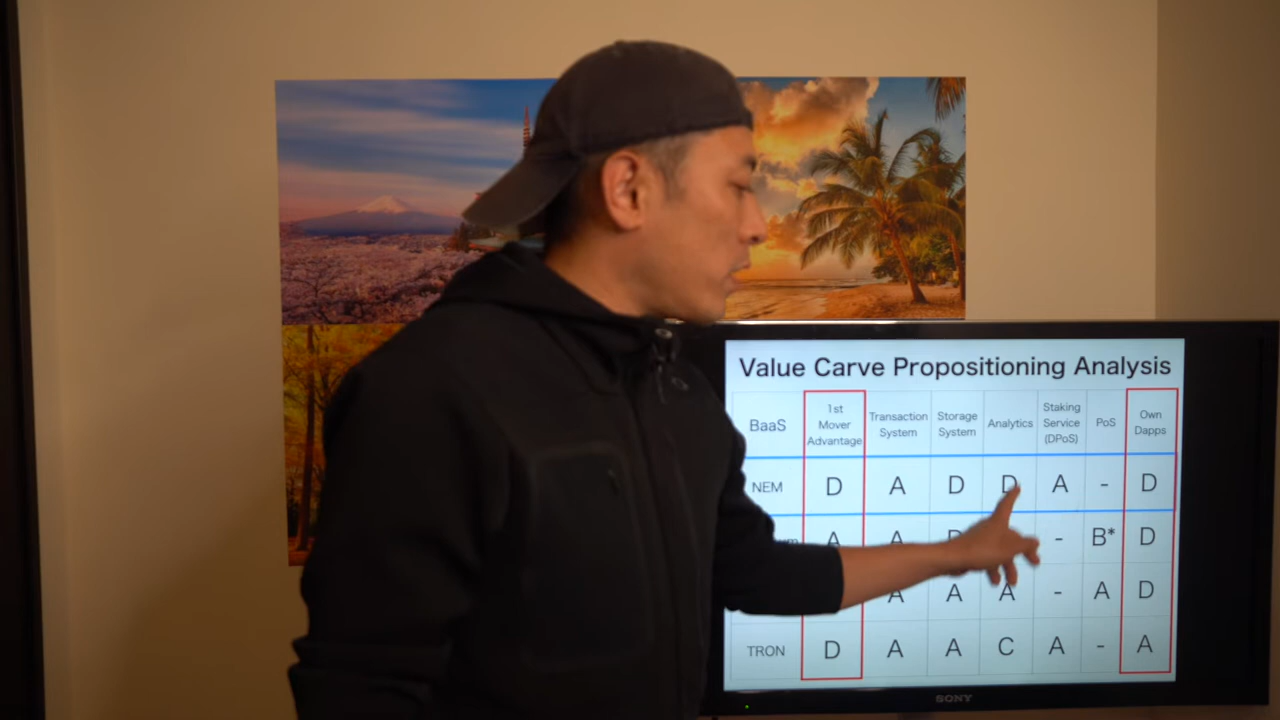 Value Carve Propositioning Analysis
BaaS 1st Mover Advantage Transaction System Storage System Analytics Staking Service (DPoS) PoS Own Dapps
NEM D A D D A - D
A A - B* D
A A A - A D
TRON D A A C A - A
SONY